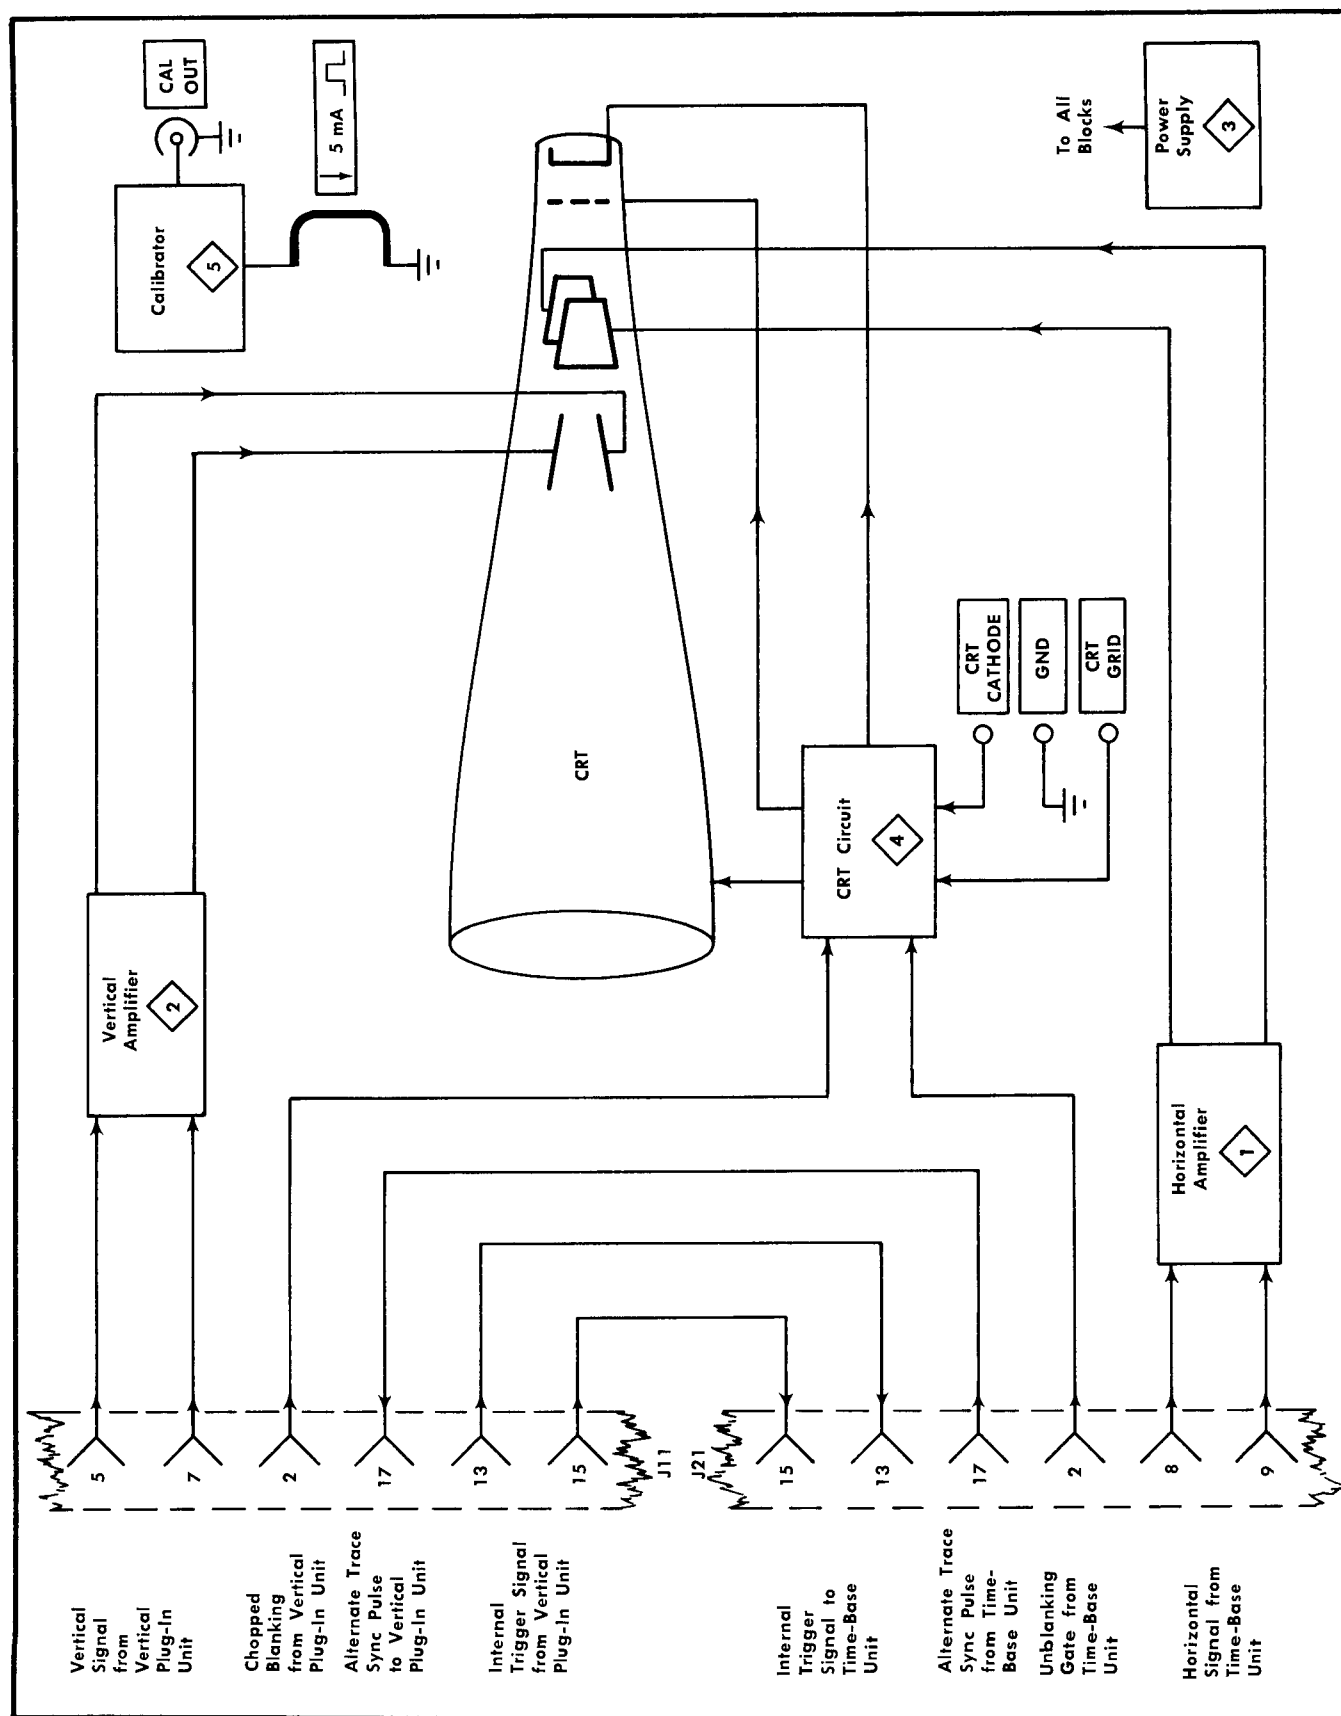 Vertical
Signal
from
Vertical
Plug-In
Unit
Chopped
Blanking
from Vertical
Plug-In Unit
Alternate Trace
Sync Pulse
to Vertical
Plug-In Unit
Internal
Trigger Signal
from Vertical
Plug-In Unit
Internal
Trigger
Signal to
Time-Base
Unit
Alternate Trace
Sync Pulse
from Time-
Base Unit
Unblanking
Gate from
Time-Base
Unit
Horizontal
Signal from
Time-Base
Unit
5
7
2
17
13
15
J11
J21
15
13
17
2
8
9
Vertical
Amplifier
2
Horizontal
Amplifier
1
CRT Circuit
4
CRT
CRT
CATHODE
GND
CRT
GRID
Calibrator
5
CAL
OUT
5 mA
To All
Blocks
Power
Supply
3